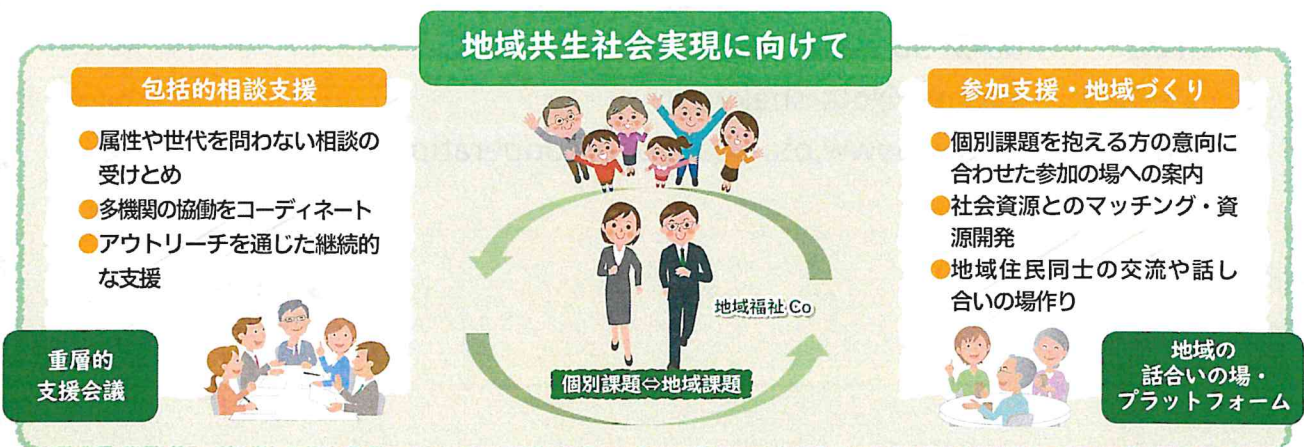 地域共生社会実現に向けて
包括的相談支援
●属性や世代を問わない相談の
受けとめ
●多機関の協働をコーディネート
●アウトリーチを通じた継続的
な支援
重層的
支援会議
地域福祉Co
個別課題⇔地域課題
参加支援・地域づくり
●個別課題を抱える方の意向に
合わせた参加の場への案内
●社会資源とのマッチング・資
源開発
●地域住民同士の交流や話し
合いの場作り
地域の
話合いの場・
プラットフォーム